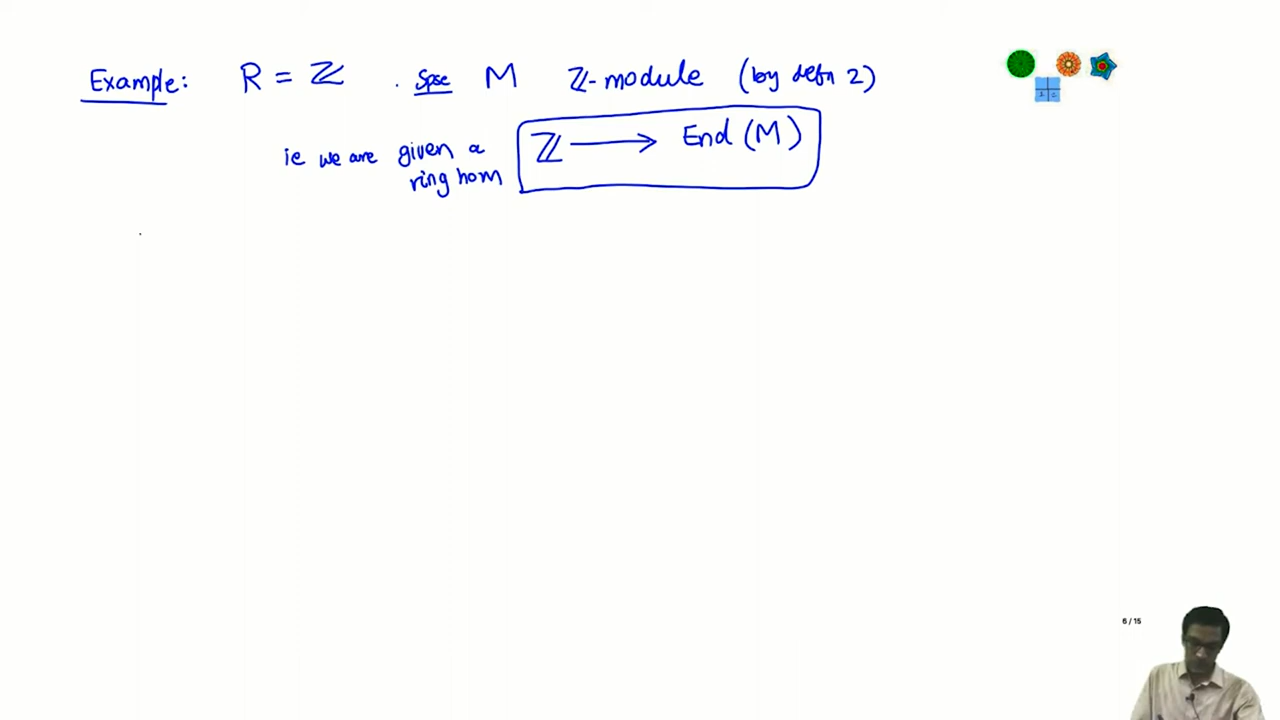 Example: R = ℤ . Spse M ℤ-module (by defn 2)
ie we are given a ring hom ℤ ⟶ End (M)
6 / 15